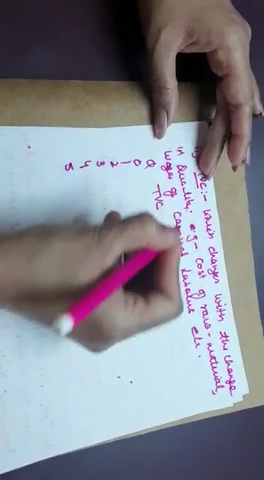 TVC:- which changes with the change
in Quantity. e.g- cost of raw-material,
wages of casual labour etc.
Q TVC
0
1
2
3
4
5